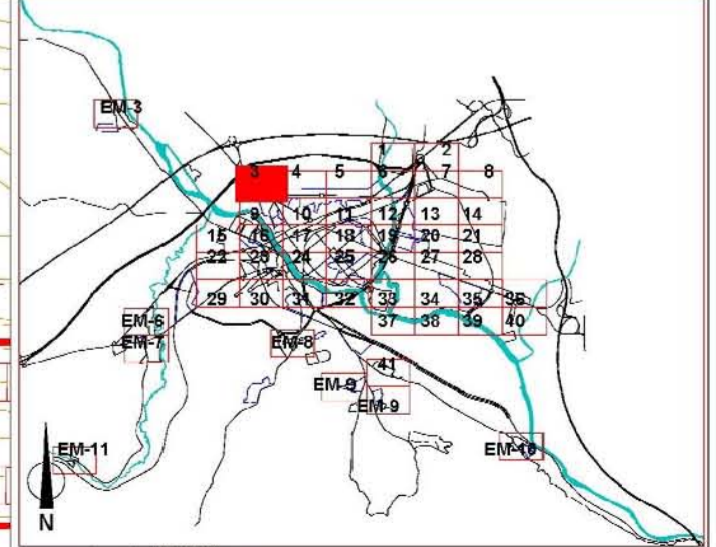 EM-3
1 2
3 4 5 6 7 8
9 10 11 12 13 14
15 16 17 18 19 20 21
22 23 24 25 26 27 28
29 30 31 32 33 34 35 36
EM-6 37 38 39 40
EM-7 EM-8
41
EM-9
EM-9
EM-11 EM-10
N